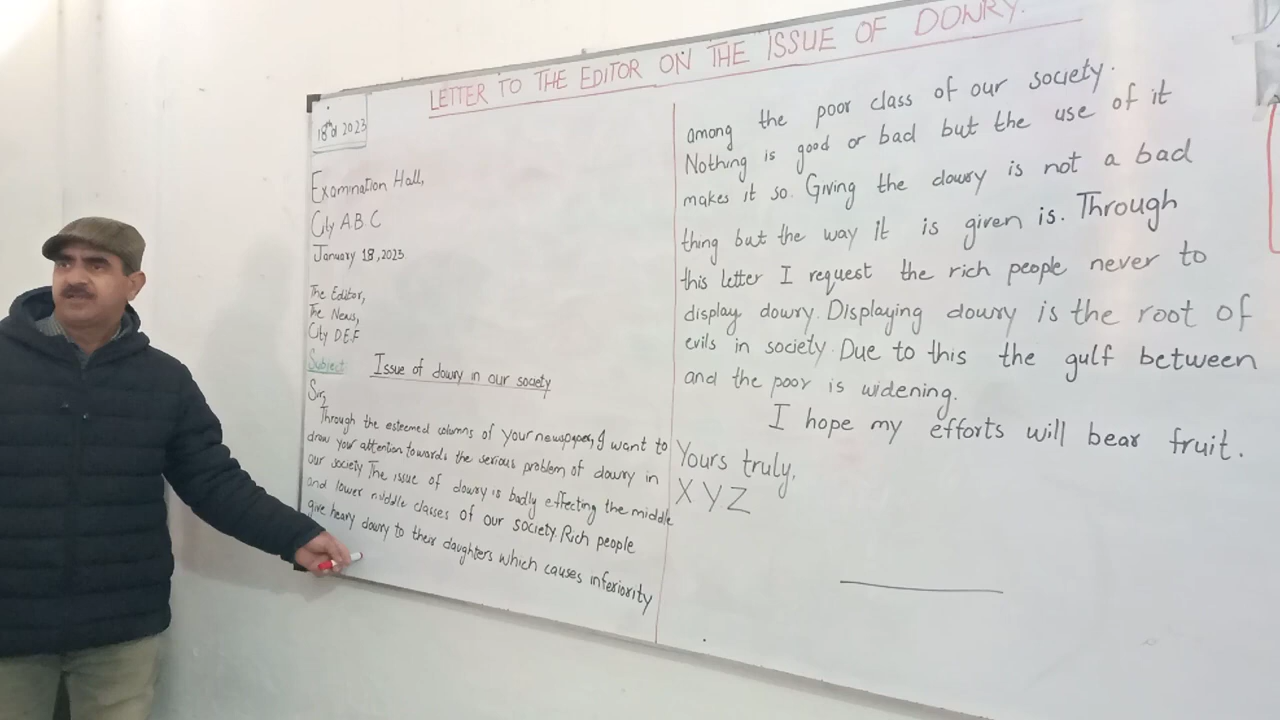 LETTER TO THE EDITOR ON THE ISSUE OF DOWRY.
18th 01 2023
Examination Hall,
City A.B.C
January 18,2023
The Editor,
The News,
City D.E.F
Subject Issue of dowry in our society
Sir,
Through the esteemed columns of your newspaper, I want to
draw your attention towards the serious problem of dowry in
our society. The issue of dowry is badly effecting the middle
and lower middle classes of our society. Rich people
give heavy dowry to their daughters which causes inferiority
among the poor class of our society.
Nothing is good or bad but the use of it
makes it so. Giving the dowry is not a bad
thing but the way it is given is. Through
this letter I request the rich people never to
display dowry. Displaying dowry is the root of
evils in society. Due to this the gulf between
and the poor is widening.
I hope my efforts will bear fruit.
Yours truly,
X Y Z